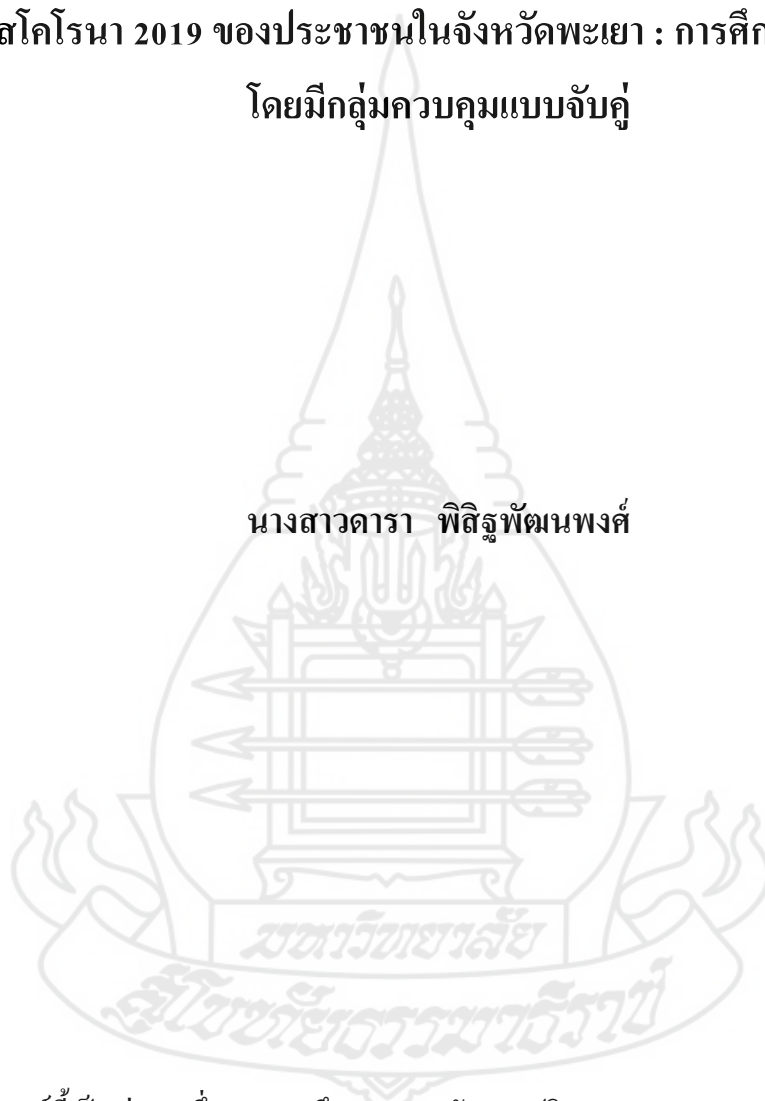 สโคโรนา 2019 ของประชาชนในจังหวัดพะเยา : การศึก
โดยมีกลุ่มควบคุมแบบจับคู่
นางสาวดารา พิสิฐพัฒนพงศ์
มหาวิทยาลัย
สุโขทัยธรรมาธิราช